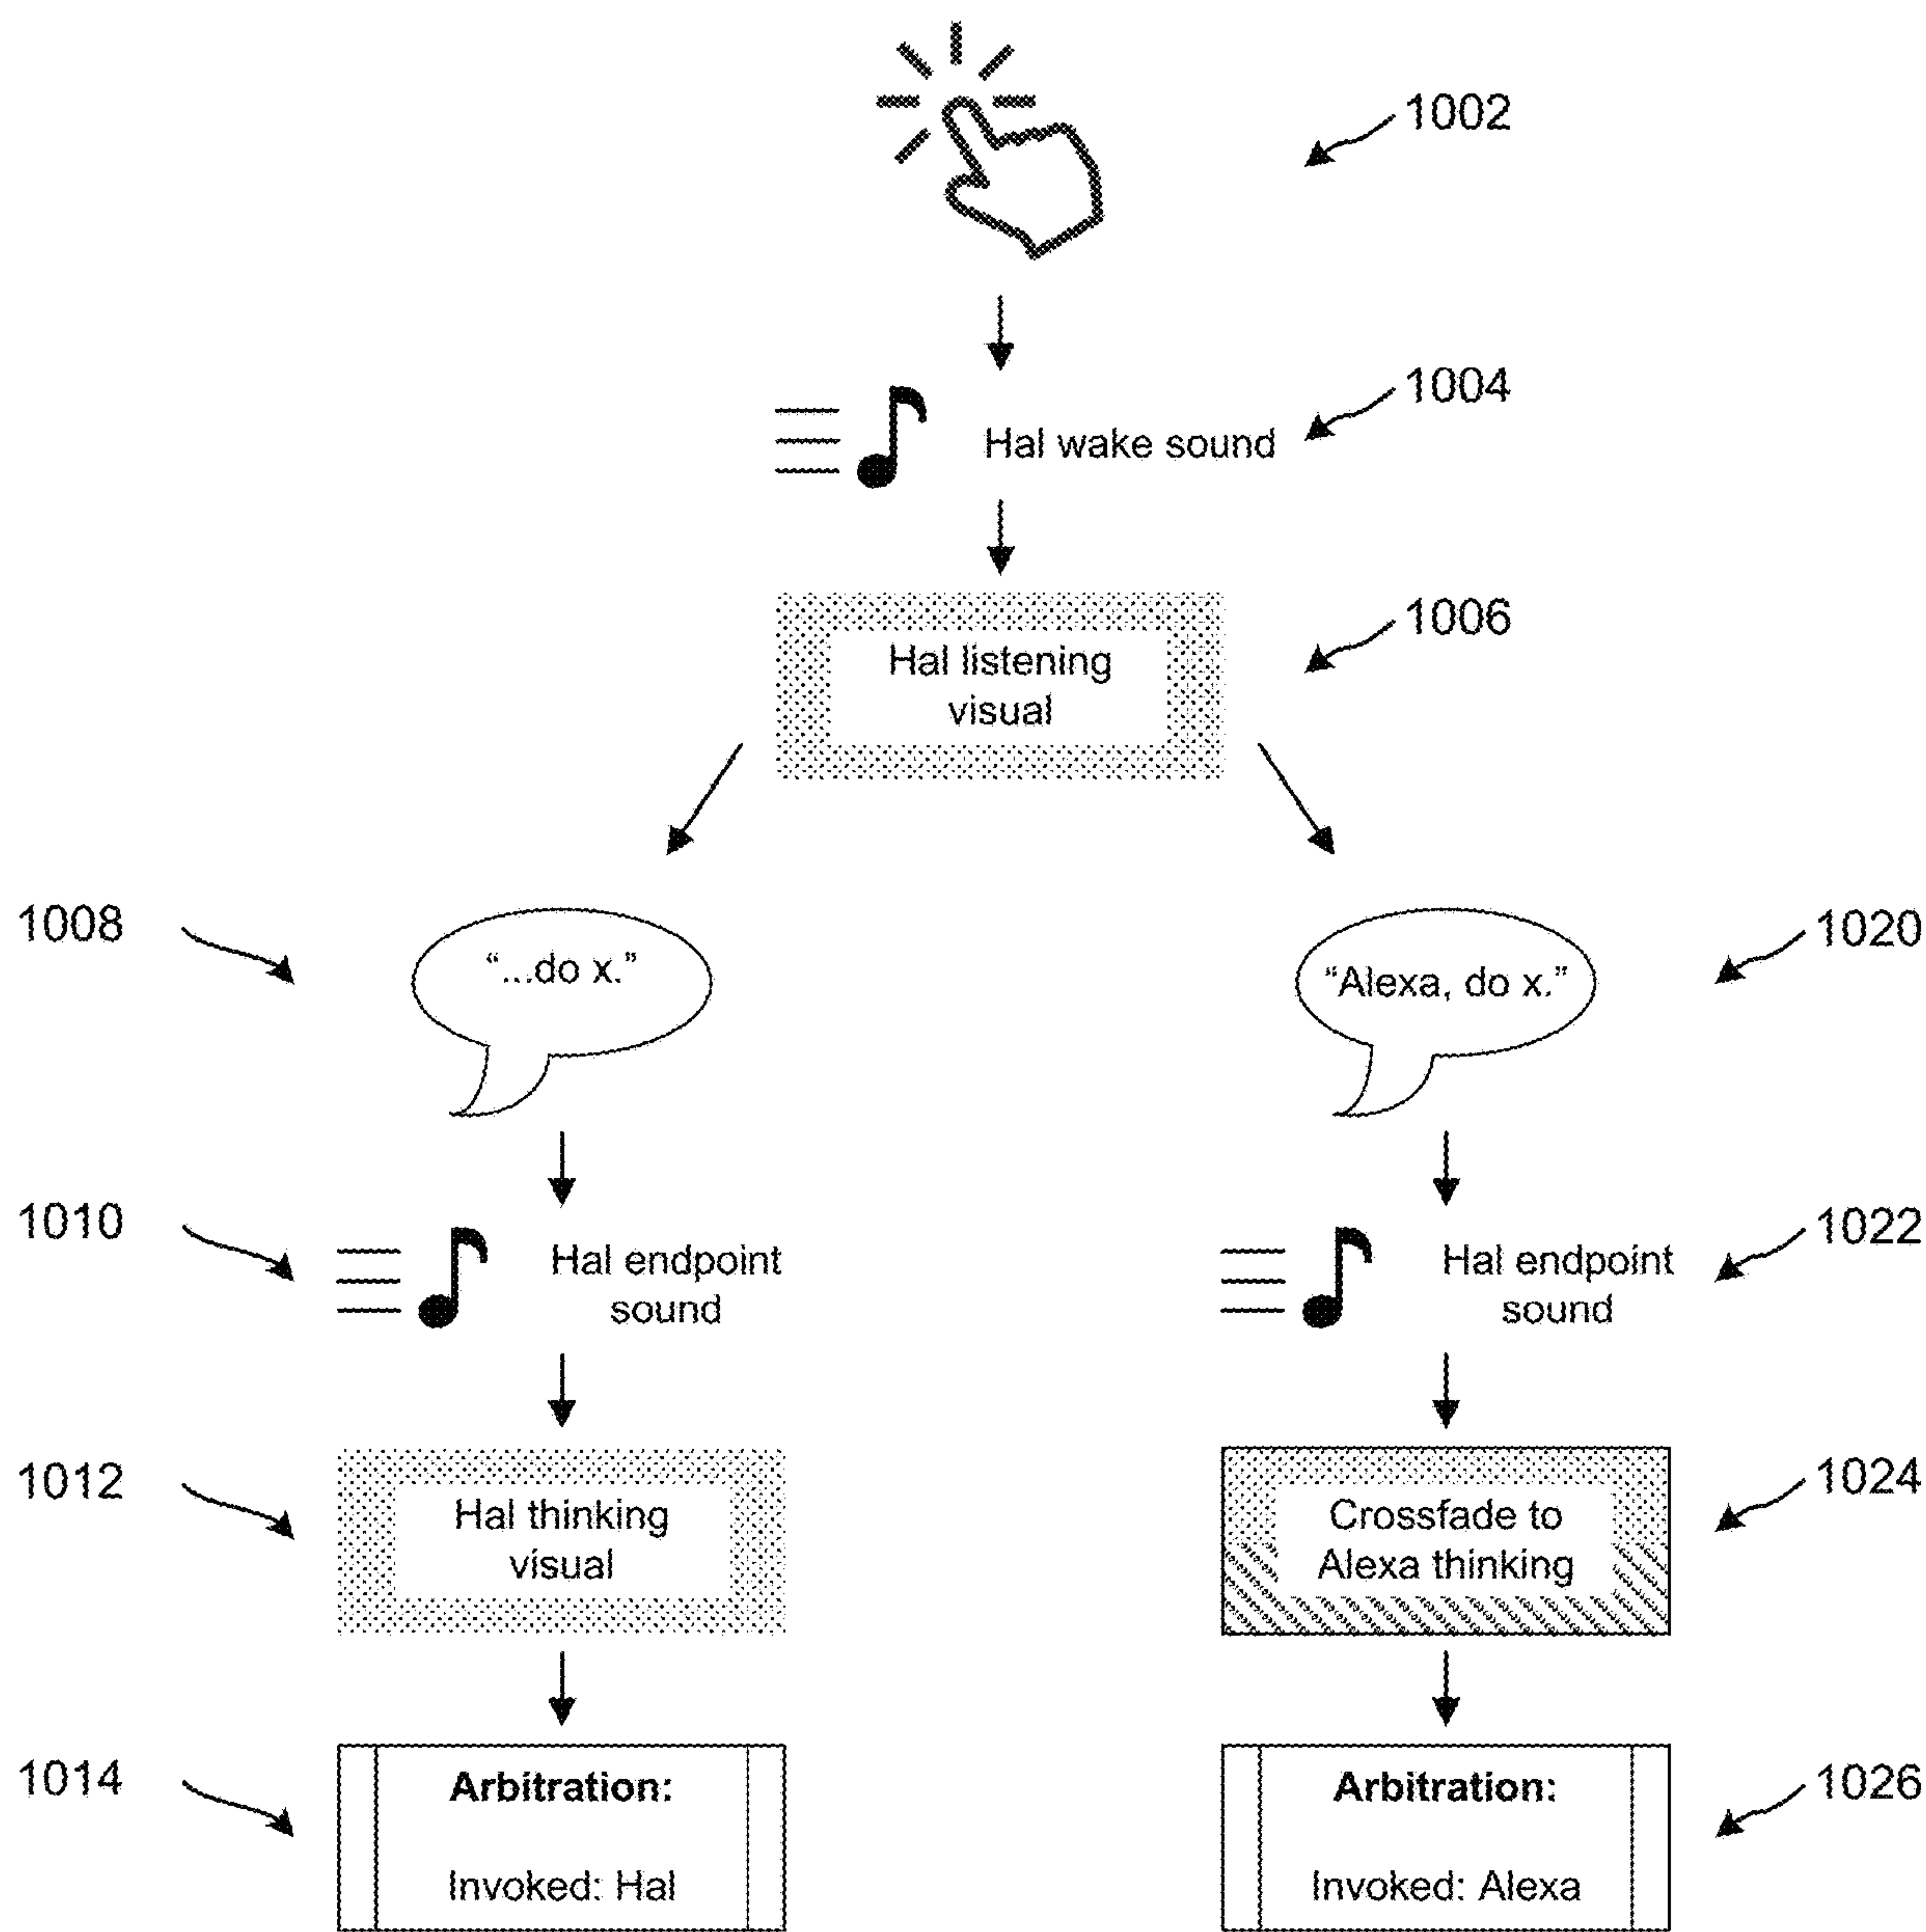 1002
Hal wake sound
1004
Hal listening
visual
1006
1008
“...do x.”
“Alexa, do x.”
1020
1010
Hal endpoint
sound
Hal endpoint
sound
1022
1012
Hal thinking
visual
Crossfade to
Alexa thinking
1024
1014
Arbitration:
Invoked: Hal
Arbitration:
Invoked: Alexa
1026